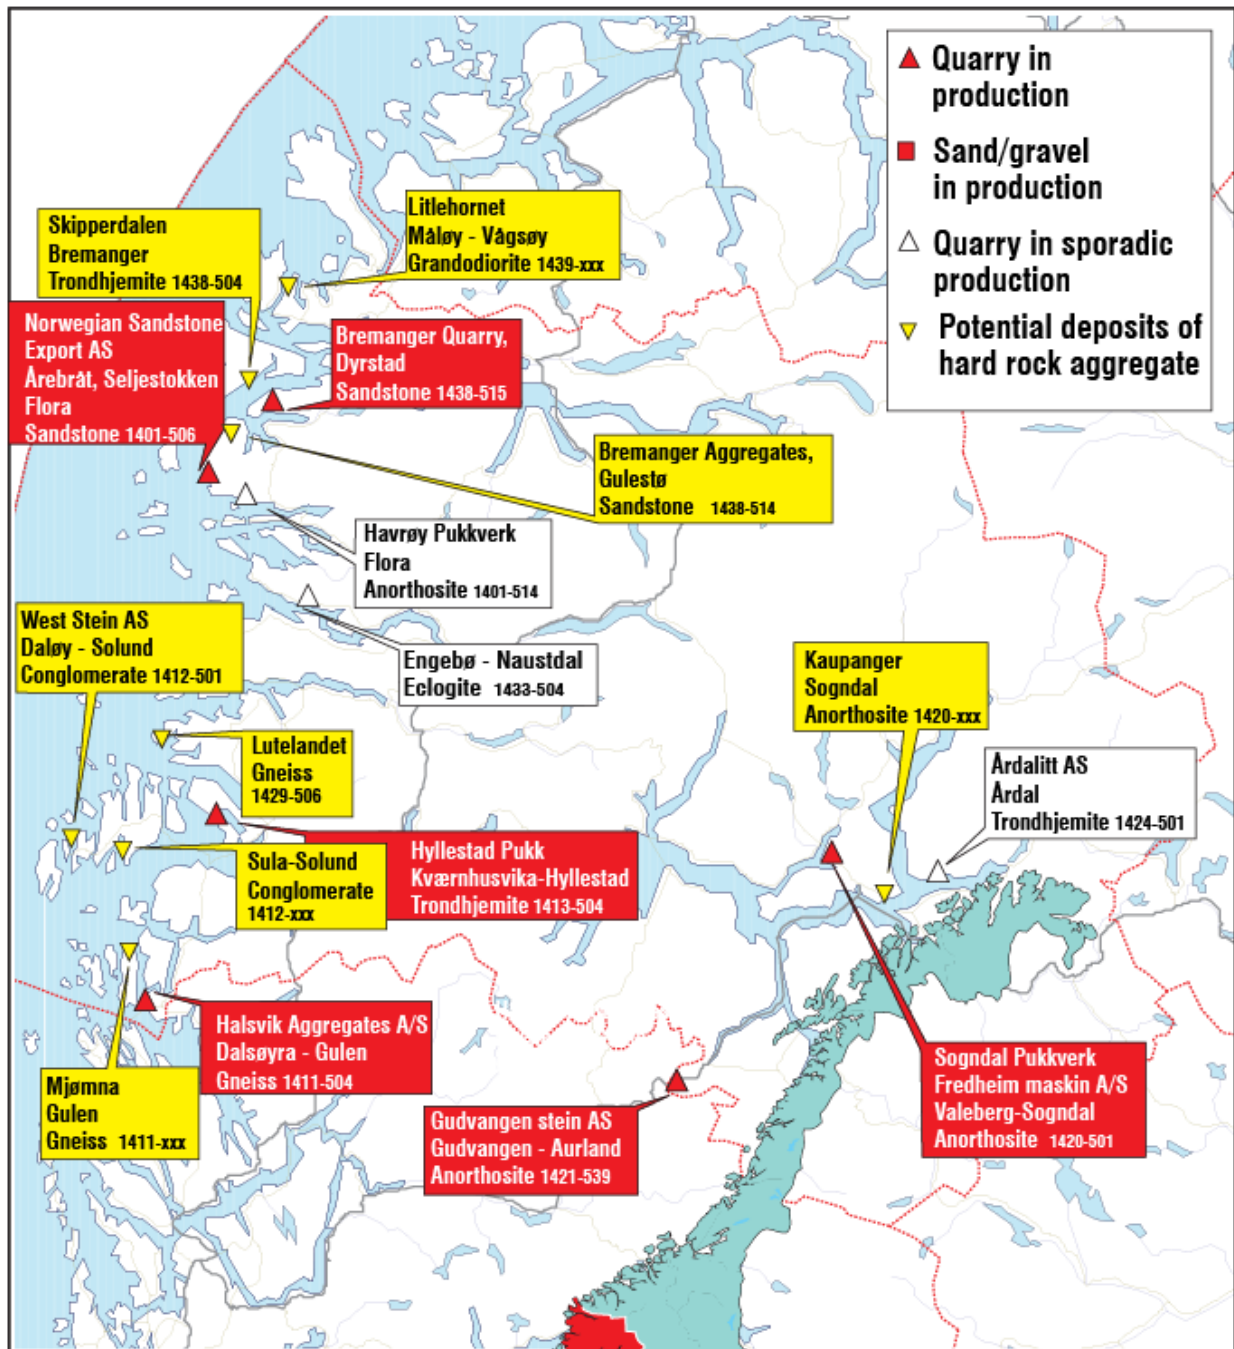 Quarry in
production
Sand/gravel
in production
Quarry in sporadic
production
Potential deposits of
hard rock aggregate
Litlehornet
Måløy - Vågsøy
Grandodiorite 1439-xxx
Skipperdalen
Bremanger
Trondhjemite 1438-504
Norwegian Sandstone
Export AS
Årebråt, Seljestokken
Flora
Sandstone 1401-506
Bremanger Quarry,
Dyrstad
Sandstone 1438-515
Bremanger Aggregates,
Gulestø
Sandstone 1438-514
Havrøy Pukkverk
Flora
Anorthosite 1401-514
West Stein AS
Daløy - Solund
Conglomerate 1412-501
Engebø - Naustdal
Eclogite 1433-504
Kaupanger
Sogndal
Anorthosite 1420-xxx
Lutelandet
Gneiss
1429-506
Årdalitt AS
Årdal
Trondhjemite 1424-501
Hyllestad Pukk
Kværnhusvika-Hyllestad
Trondhjemite 1413-504
Sula-Solund
Conglomerate
1412-xxx
Halsvik Aggregates A/S
Dalsøyra - Gulen
Gneiss 1411-504
Mjømna
Gulen
Gneiss 1411-xxx
Gudvangen stein AS
Gudvangen - Aurland
Anorthosite 1421-539
Sogndal Pukkverk
Fredheim maskin A/S
Valeberg-Sogndal
Anorthosite 1420-501